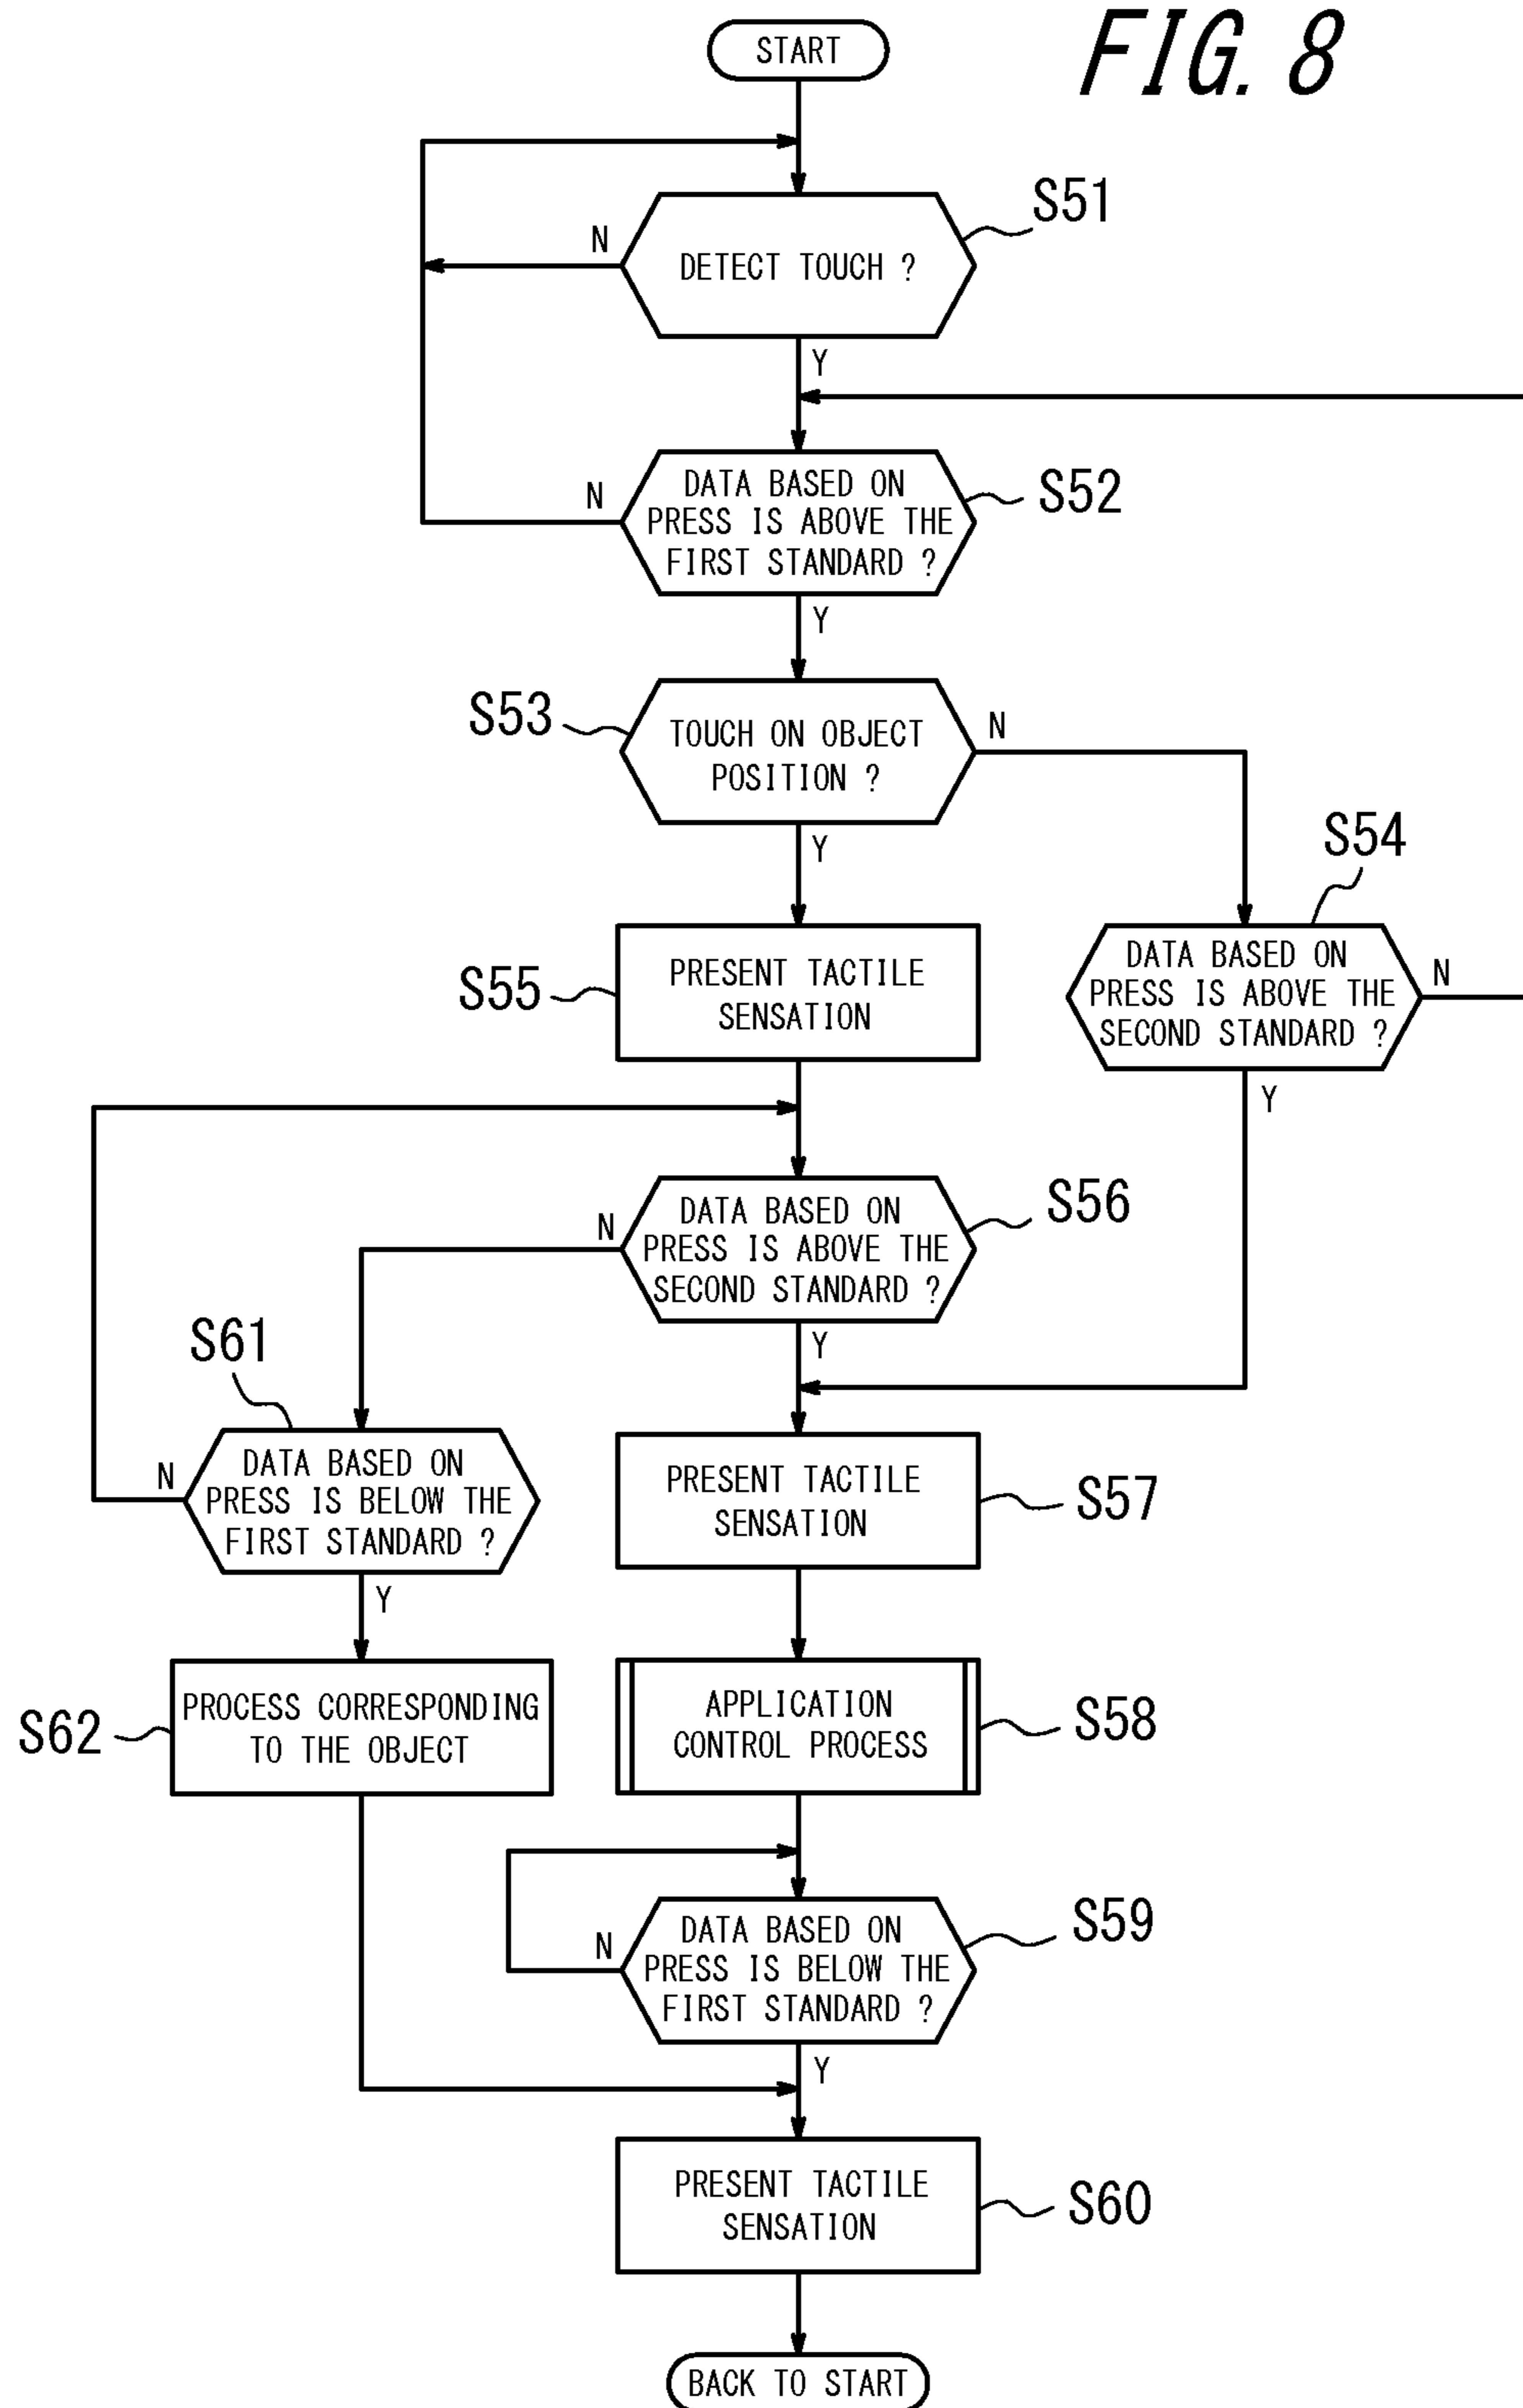 START
FIG. 8
S51
N
DETECT TOUCH ?
Y
S52
N
DATA BASED ON
PRESS IS ABOVE THE
FIRST STANDARD ?
Y
S53
TOUCH ON OBJECT
POSITION ?
N
Y
S54
DATA BASED ON
PRESS IS ABOVE THE
SECOND STANDARD ?
N
Y
S55
PRESENT TACTILE
SENSATION
S56
N
DATA BASED ON
PRESS IS ABOVE THE
SECOND STANDARD ?
Y
S61
N
DATA BASED ON
PRESS IS BELOW THE
FIRST STANDARD ?
Y
PRESENT TACTILE
SENSATION
S57
S62
PROCESS CORRESPONDING
TO THE OBJECT
APPLICATION
CONTROL PROCESS
S58
S59
N
DATA BASED ON
PRESS IS BELOW THE
FIRST STANDARD ?
Y
PRESENT TACTILE
SENSATION
S60
BACK TO START